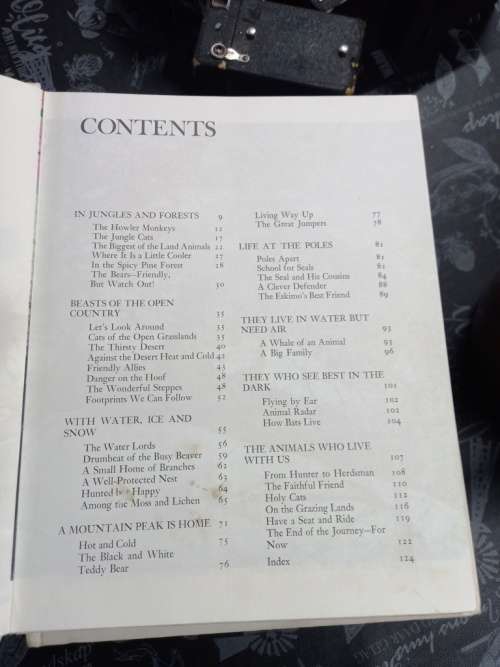 CONTENTS
IN JUNGLES AND FORESTS 9
The Howler Monkeys 12
The Jungle Cats 17
The Biggest of the Land Animals 22
Where It Is a Little Cooler 27
In the Spicy Pine Forest 28
The Bears—Friendly,
But Watch Out! 30
BEASTS OF THE OPEN
COUNTRY 35
Let's Look Around 35
Cats of the Open Grasslands 35
The Thirsty Desert 40
Against the Desert Heat and Cold 42
Friendly Allies 43
Danger on the Hoof 48
The Wonderful Steppes 48
Footprints We Can Follow 52
WITH WATER, ICE AND
SNOW 55
The Water Lords 56
Drumbeat of the Busy Beaver 59
A Small Home of Branches 62
A Well-Protected Nest 63
Hunted Happy 64
Among the Moss and Lichen 65
A MOUNTAIN PEAK IS HOME 71
Hot and Cold 75
The Black and White
Teddy Bear 76
Living Way Up 77
The Great Jumpers 78
LIFE AT THE POLES 81
Poles Apart 81
School for Seals 82
The Seal and His Cousins 84
A Clever Defender 88
The Eskimo's Best Friend 89
THEY LIVE IN WATER BUT
NEED AIR 93
A Whale of an Animal 93
A Big Family 96
THEY WHO SEE BEST IN THE
DARK 101
Flying by Ear 102
Animal Radar 102
How Bats Live 104
THE ANIMALS WHO LIVE
WITH US 107
From Hunter to Herdsman 108
The Faithful Friend 110
Holy Cats 112
On the Grazing Lands 116
Have a Seat and Ride 119
The End of the Journey—For
Now 122
Index 124